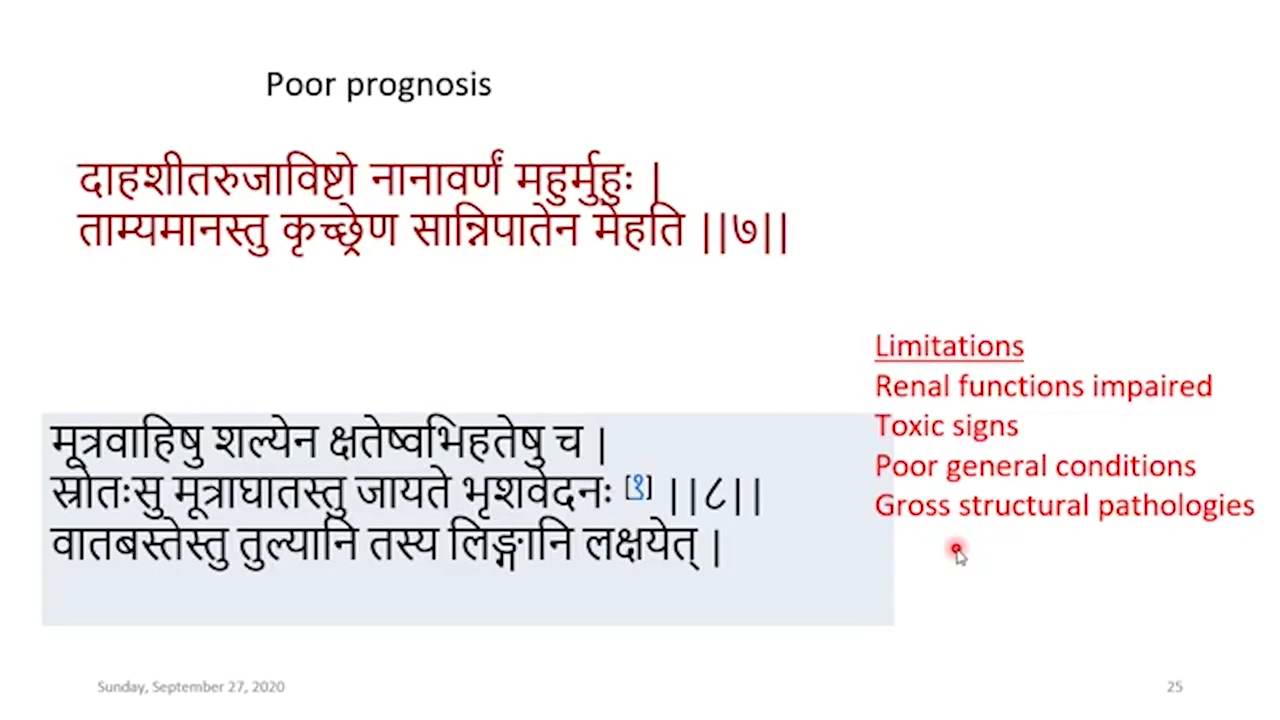 Poor prognosis
दाहशीतरुजाविष्टो नानावर्णं महुर्मुहुः |
ताम्यमानस्तु कृच्छ्रेण सान्निपातेन मेहति ||७||
मूत्रवाहिषु शल्येन क्षतेष्वभिहतेषु च |
स्रोतःसु मूत्राघातस्तु जायते भृशवेदनः [१] ||८||
वातबस्तेस्तु तुल्यानि तस्य लिङ्गानि लक्षयेत् |
Limitations
Renal functions impaired
Toxic signs
Poor general conditions
Gross structural pathologies
Sunday, September 27, 2020
25